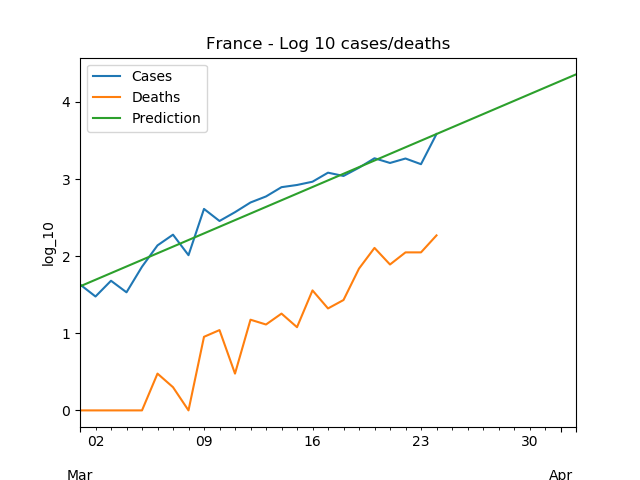 France - Log 10 cases/deaths
Cases
Deaths
Prediction
log_10
4
3
2
1
0
02 09 16 23 30
Mar Apr